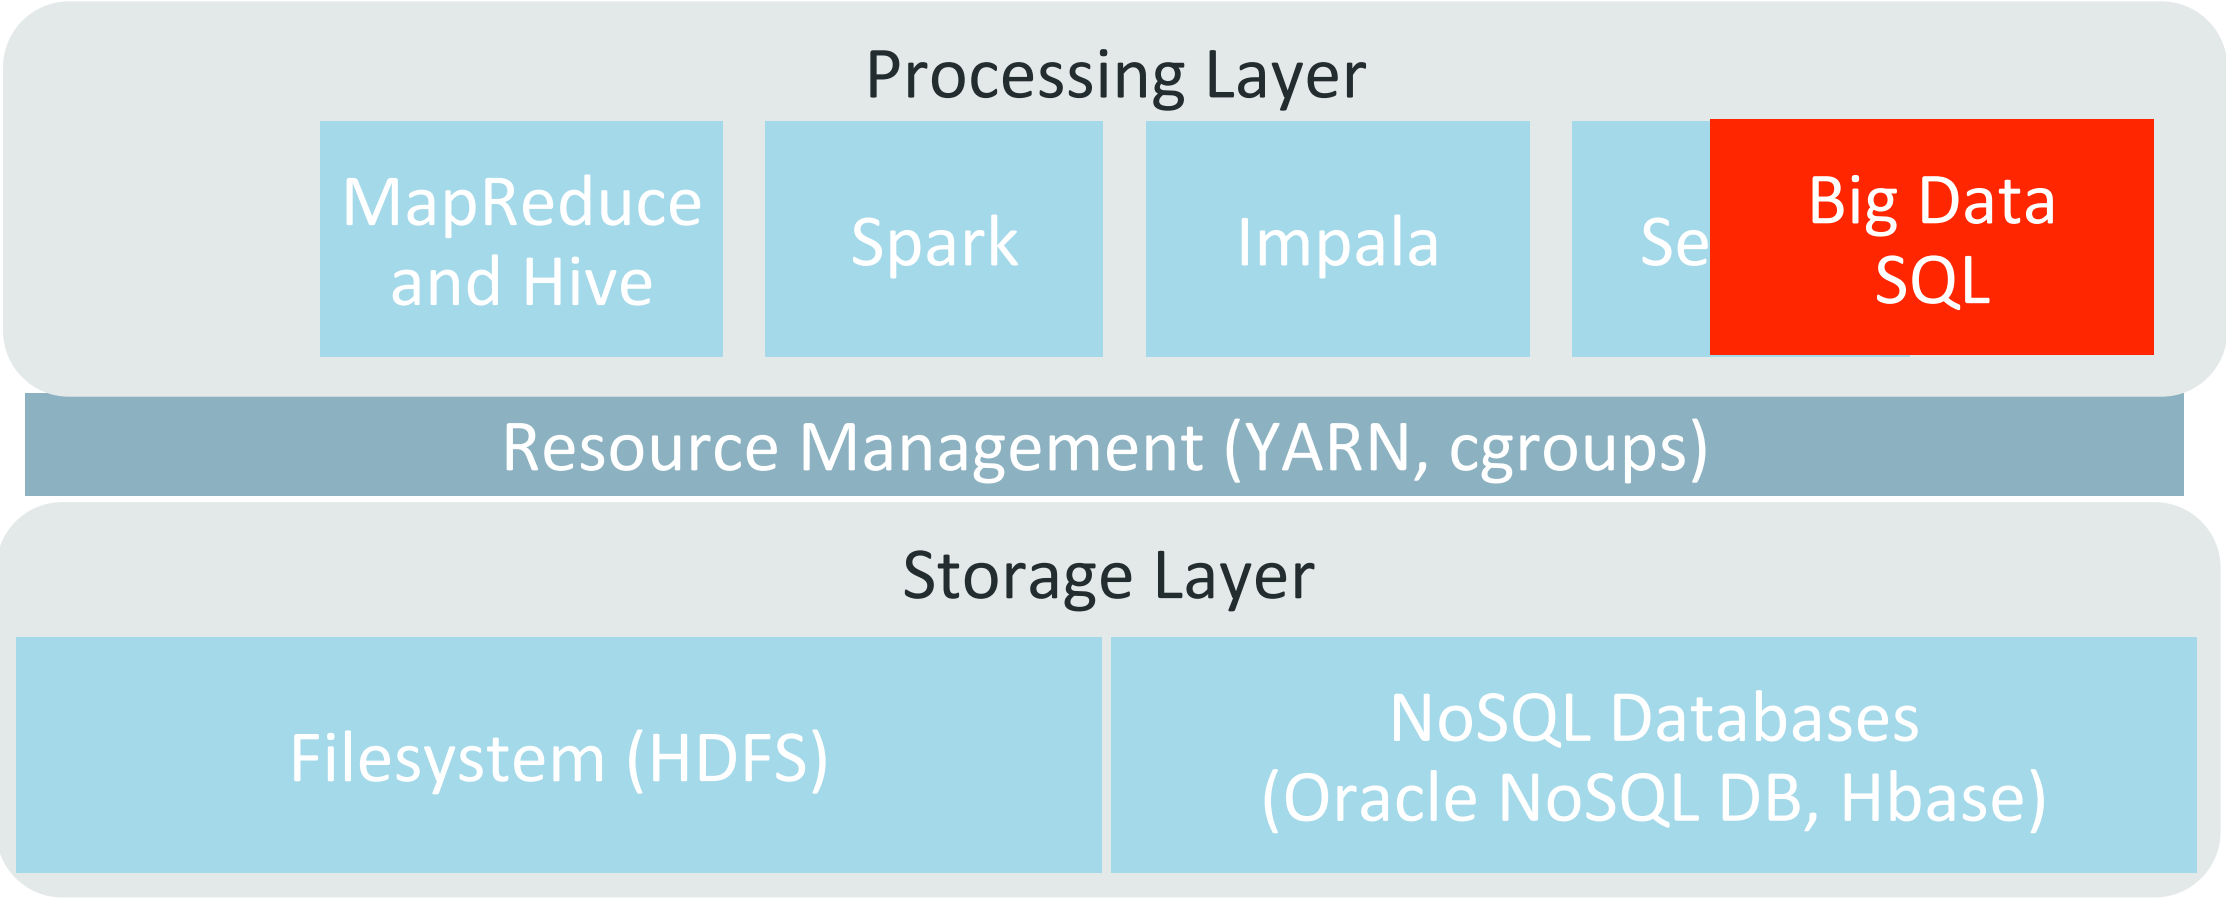 Processing Layer
MapReduce
and Hive
Spark
Impala
Se
Big Data
SQL
Resource Management (YARN, cgroups)
Storage Layer
Filesystem (HDFS)
NoSQL Databases
(Oracle NoSQL DB, Hbase)